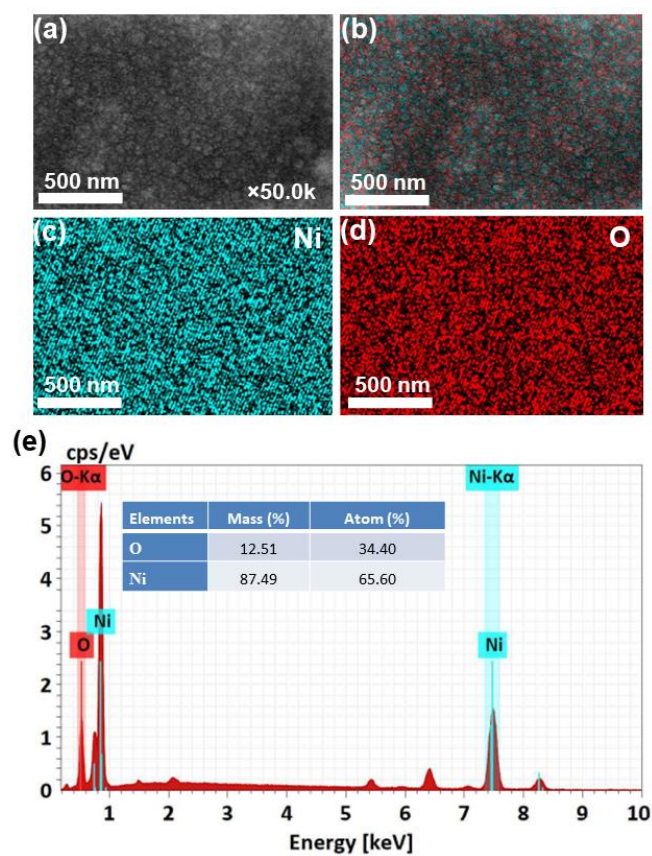 (a)
500 nm
×50.0k
(b)
500 nm
(c)
Ni
500 nm
(d)
O
500 nm
(e)
cps/eV
6
5
4
3
2
1
0
O-Kα
Ni-Kα
Elements Mass (%) Atom (%)
O 12.51 34.40
Ni 87.49 65.60
Ni
O
Ni
1 2 3 4 5 6 7 8 9 10
Energy [keV]